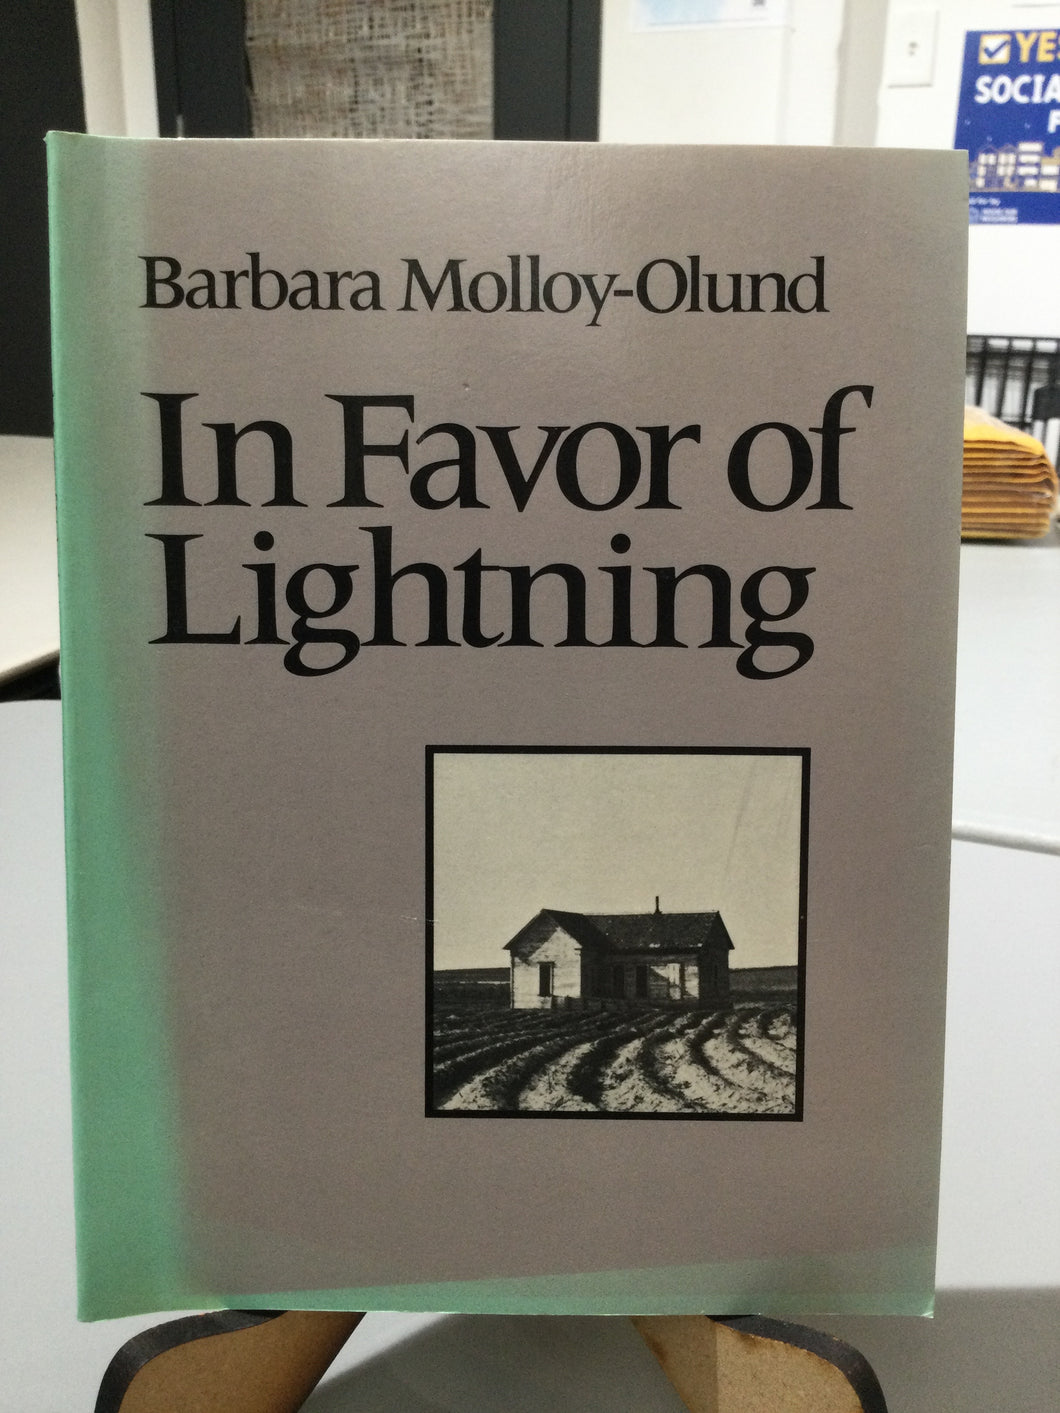 Barbara Molloy-Olund
In Favor of
Lightning
YES
SOCIA